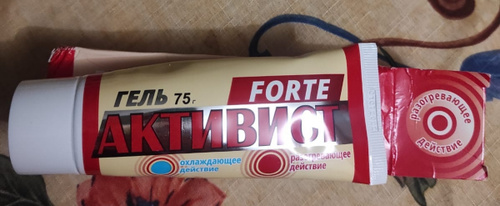 ГЕЛЬ 75 г
FORTE
АКТИВИСТ
охлаждающее
действие
разогревающее
действие
разогревающее
действие